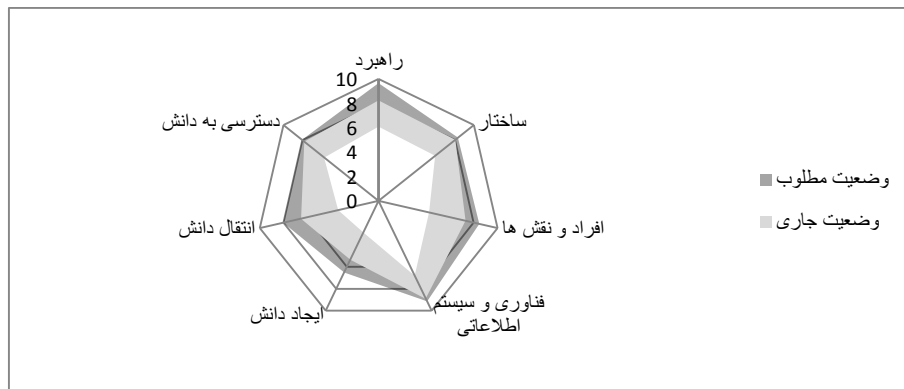 راهبرد
10
8
6
4
2
0
ساختار
دسترسی به دانش
افراد و نقش ها
انتقال دانش
فناوری و سیستم
اطلاعاتی
ایجاد دانش
وضعیت مطلوب
وضعیت جاری